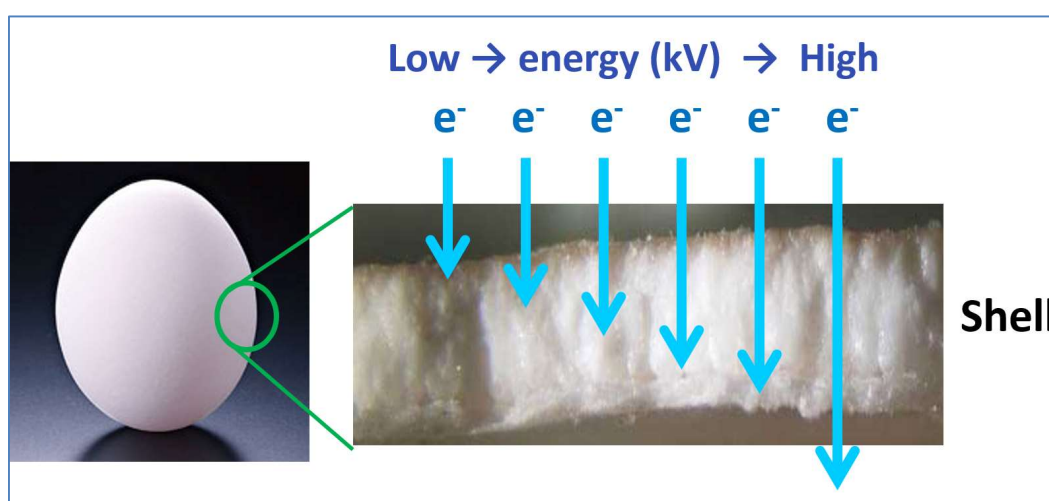 Low → energy (kV) → High
e⁻ e⁻ e⁻ e⁻ e⁻ e⁻
Shell